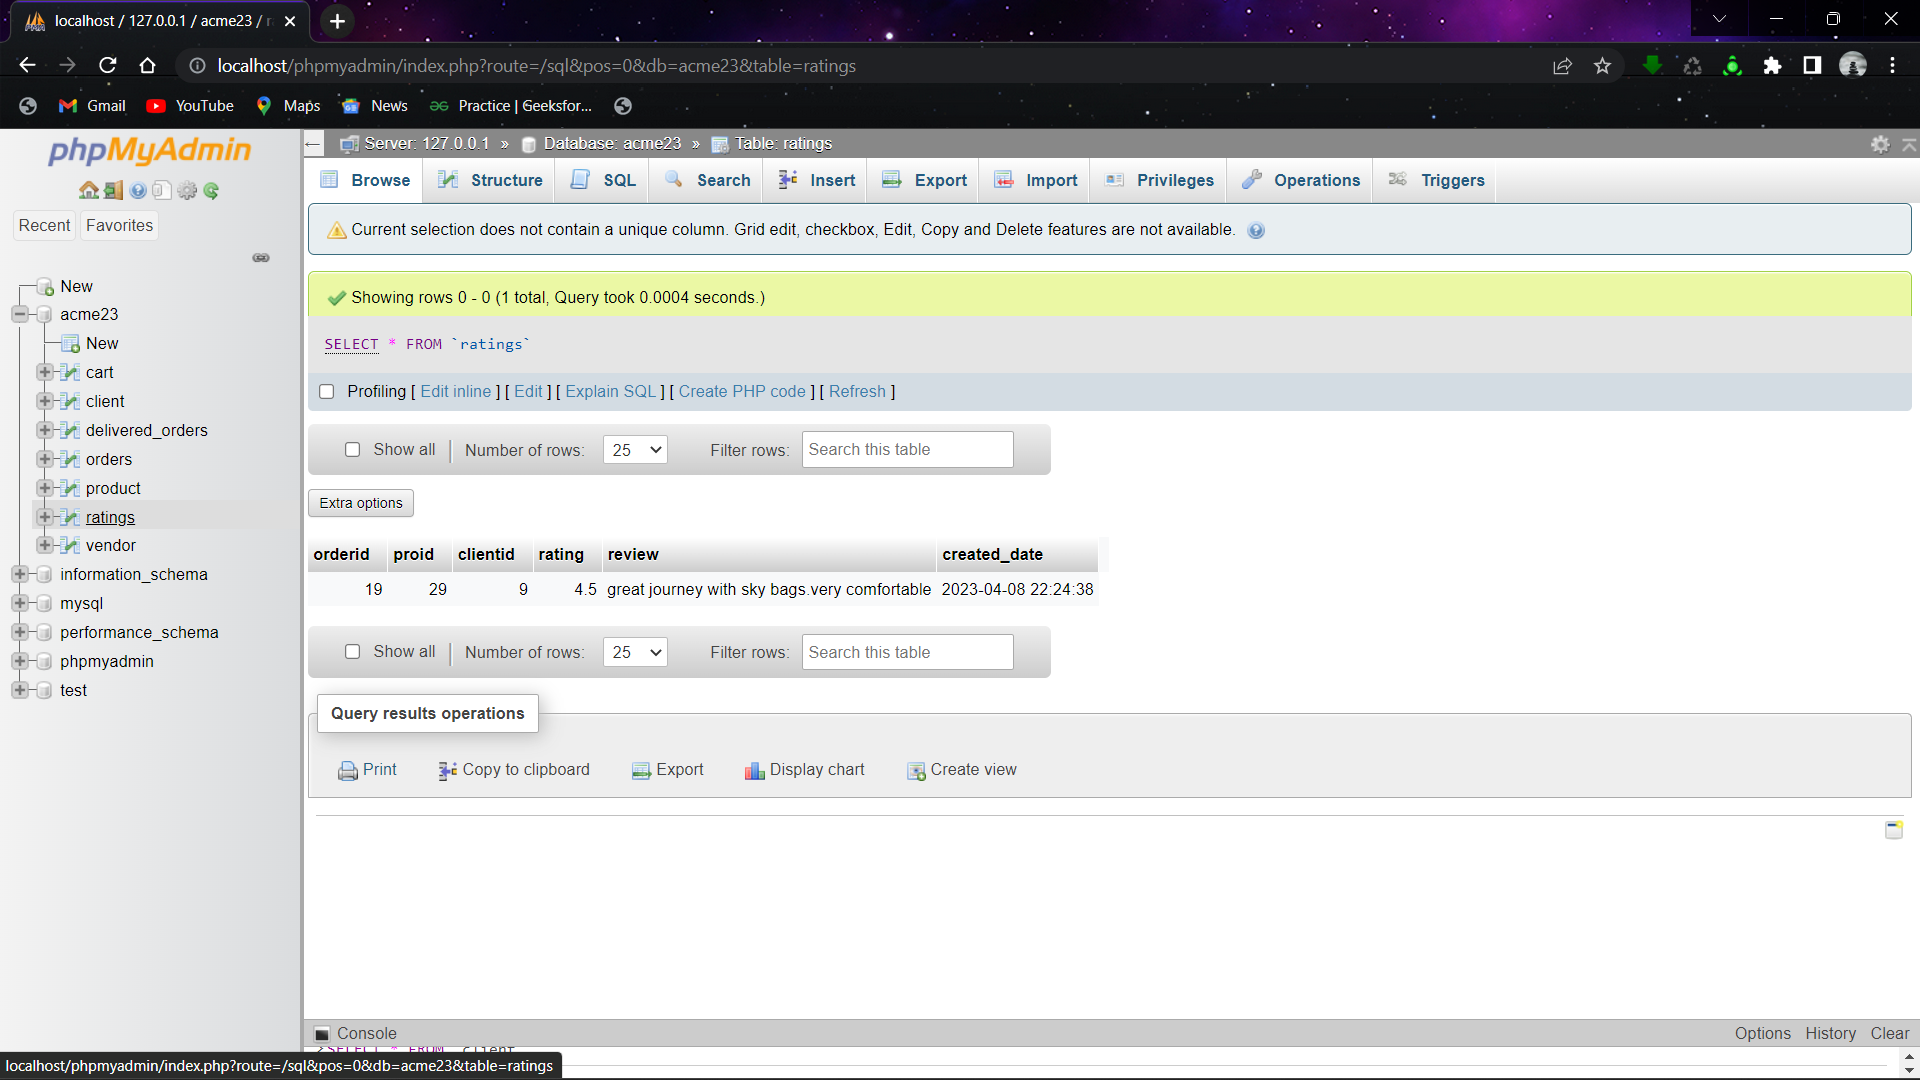 localhost / 127.0.0.1 / acme23 / r
localhost/phpmyadmin/index.php?route=/sql&pos=0&db=acme23&table=ratings
Gmail YouTube Maps News Practice | Geeksfor...
phpMyAdmin
Recent Favorites
New
acme23
New
cart
client
delivered_orders
orders
product
ratings
vendor
information_schema
mysql
performance_schema
phpmyadmin
test
Server: 127.0.0.1 » Database: acme23 » Table: ratings
Browse Structure SQL Search Insert Export Import Privileges Operations Triggers
Current selection does not contain a unique column. Grid edit, checkbox, Edit, Copy and Delete features are not available.
Showing rows 0 - 0 (1 total, Query took 0.0004 seconds.)
SELECT * FROM `ratings`
Profiling [ Edit inline ] [ Edit ] [ Explain SQL ] [ Create PHP code ] [ Refresh ]
Show all Number of rows: 25 Filter rows: Search this table
Extra options
orderid proid clientid rating review created_date
19 29 9 4.5 great journey with sky bags.very comfortable 2023-04-08 22:24:38
Show all Number of rows: 25 Filter rows: Search this table
Query results operations
Print Copy to clipboard Export Display chart Create view
Console Options History Clear
>SELECT * FROM `client`
localhost/phpmyadmin/index.php?route=/sql&pos=0&db=acme23&table=ratings